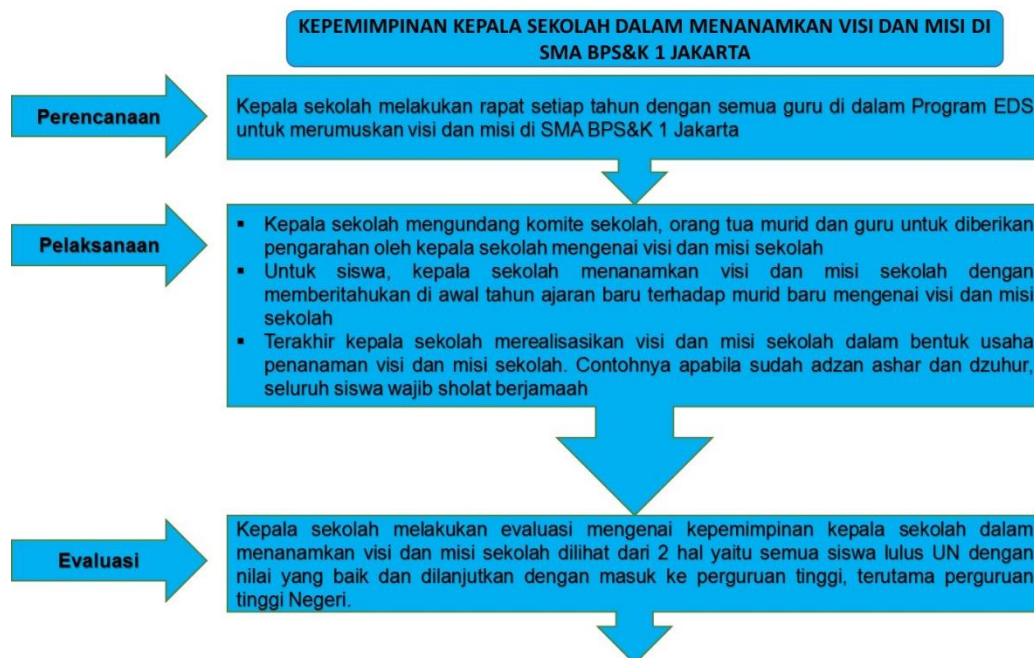 KEPEMIMPINAN KEPALA SEKOLAH DALAM MENANAMKAN VISI DAN MISI DI
SMA BPS&K 1 JAKARTA
Perencanaan
Kepala sekolah melakukan rapat setiap tahun dengan semua guru di dalam Program EDS
untuk merumuskan visi dan misi di SMA BPS&K 1 Jakarta
Pelaksanaan
▪ Kepala sekolah mengundang komite sekolah, orang tua murid dan guru untuk diberikan
pengarahan oleh kepala sekolah mengenai visi dan misi sekolah
▪ Untuk siswa, kepala sekolah menanamkan visi dan misi sekolah dengan
memberitahukan di awal tahun ajaran baru terhadap murid baru mengenai visi dan misi
sekolah
▪ Terakhir kepala sekolah merealisasikan visi dan misi sekolah dalam bentuk usaha
penanaman visi dan misi sekolah. Contohnya apabila sudah adzan ashar dan dzuhur,
seluruh siswa wajib sholat berjamaah
Evaluasi
Kepala sekolah melakukan evaluasi mengenai kepemimpinan kepala sekolah dalam
menanamkan visi dan misi sekolah dilihat dari 2 hal yaitu semua siswa lulus UN dengan
nilai yang baik dan dilanjutkan dengan masuk ke perguruan tinggi, terutama perguruan
tinggi Negeri.